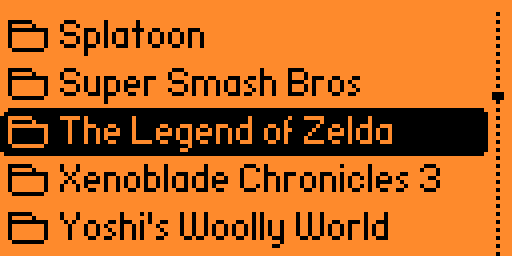 Splatoon
Super Smash Bros
The Legend of Zelda
Xenoblade Chronicles 3
Yoshi's Woolly World